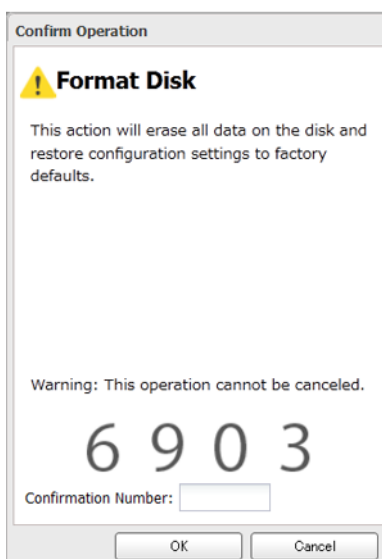 Confirm Operation
Format Disk
This action will erase all data on the disk and
restore configuration settings to factory
defaults.
Warning: This operation cannot be canceled.
6 9 0 3
Confirmation Number:
OK Cancel